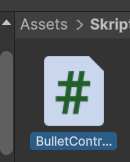 Assets > Skript
#
BulletContr...